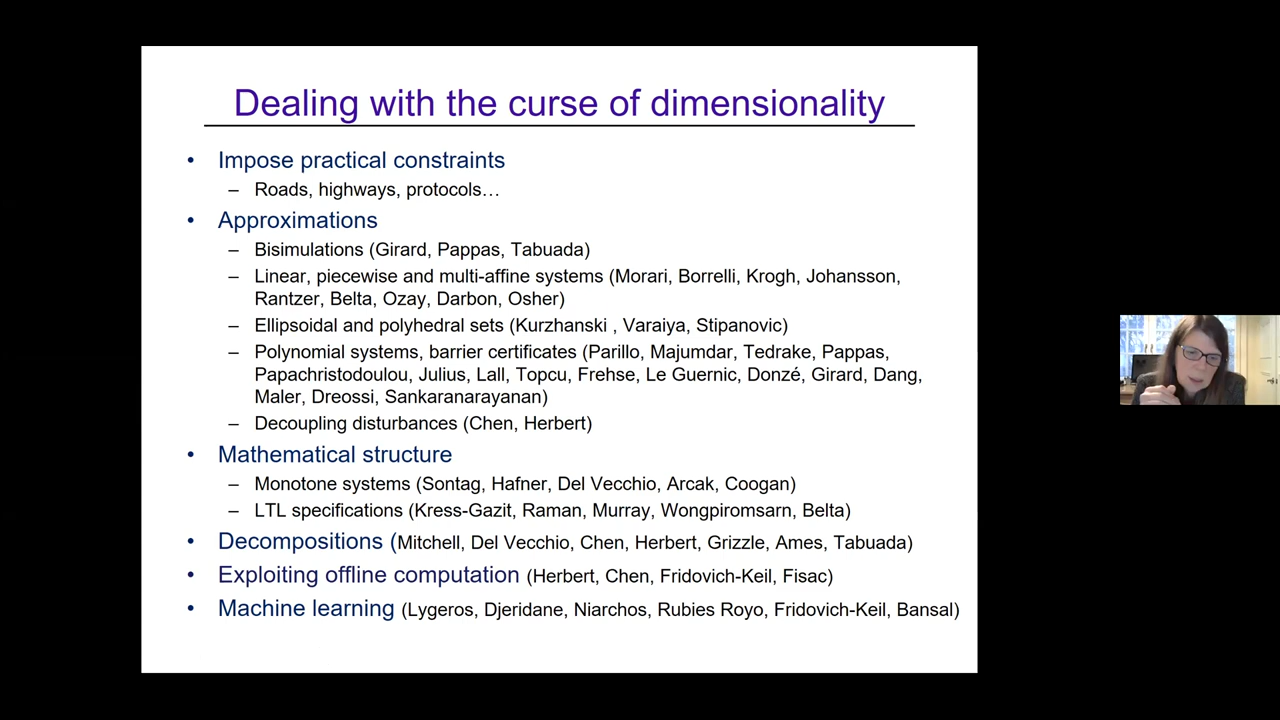 Dealing with the curse of dimensionality
• Impose practical constraints
– Roads, highways, protocols…
• Approximations
– Bisimulations (Girard, Pappas, Tabuada)
– Linear, piecewise and multi-affine systems (Morari, Borrelli, Krogh, Johansson,
Rantzer, Belta, Ozay, Darbon, Osher)
– Ellipsoidal and polyhedral sets (Kurzhanski , Varaiya, Stipanovic)
– Polynomial systems, barrier certificates (Parillo, Majumdar, Tedrake, Pappas,
Papachristodoulou, Julius, Lall, Topcu, Frehse, Le Guernic, Donzé, Girard, Dang,
Maler, Dreossi, Sankaranarayanan)
– Decoupling disturbances (Chen, Herbert)
• Mathematical structure
– Monotone systems (Sontag, Hafner, Del Vecchio, Arcak, Coogan)
– LTL specifications (Kress-Gazit, Raman, Murray, Wongpiromsarn, Belta)
• Decompositions (Mitchell, Del Vecchio, Chen, Herbert, Grizzle, Ames, Tabuada)
• Exploiting offline computation (Herbert, Chen, Fridovich-Keil, Fisac)
• Machine learning (Lygeros, Djeridane, Niarchos, Rubies Royo, Fridovich-Keil, Bansal)